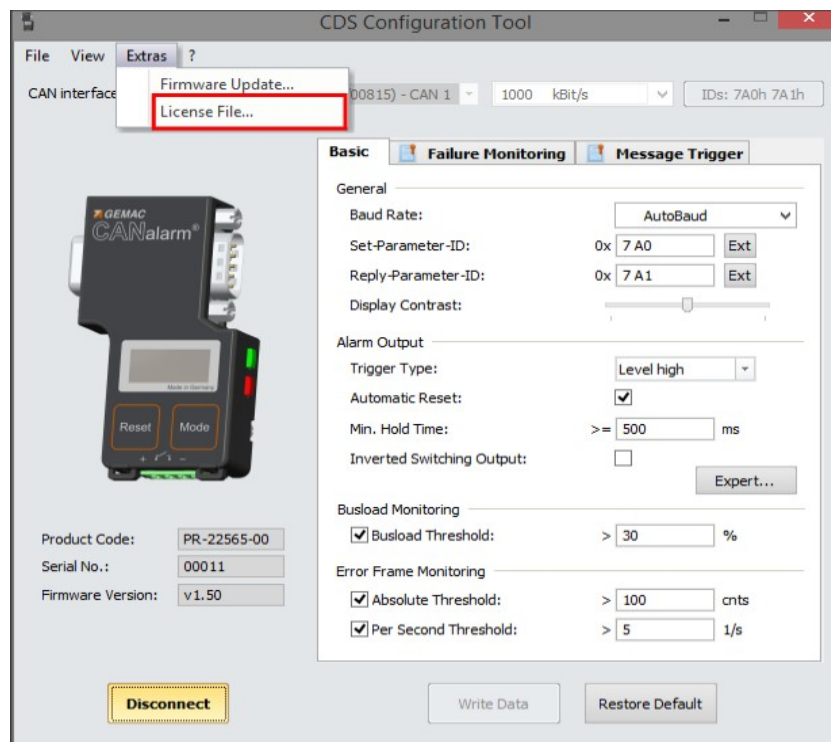 CDS Configuration Tool
File View Extras ?
Firmware Update...
License File...
CAN interface
00815) - CAN 1 1000 kBit/s IDs: 7A0h 7A1h
Basic Failure Monitoring Message Trigger
General
Baud Rate: AutoBaud
Set-Parameter-ID: 0x 7A0 Ext
Reply-Parameter-ID: 0x 7A1 Ext
Display Contrast:
Alarm Output
Trigger Type: Level high
Automatic Reset:
Min. Hold Time: >= 500 ms
Inverted Switching Output:
Expert...
Busload Monitoring
Busload Threshold: > 30 %
Error Frame Monitoring
Absolute Threshold: > 100 cnts
Per Second Threshold: > 5 1/s
GEMAC
CANalarm®
Made in Germany
Reset Mode
+ -
Product Code: PR-22565-00
Serial No.: 00011
Firmware Version: v1.50
Disconnect Write Data Restore Default